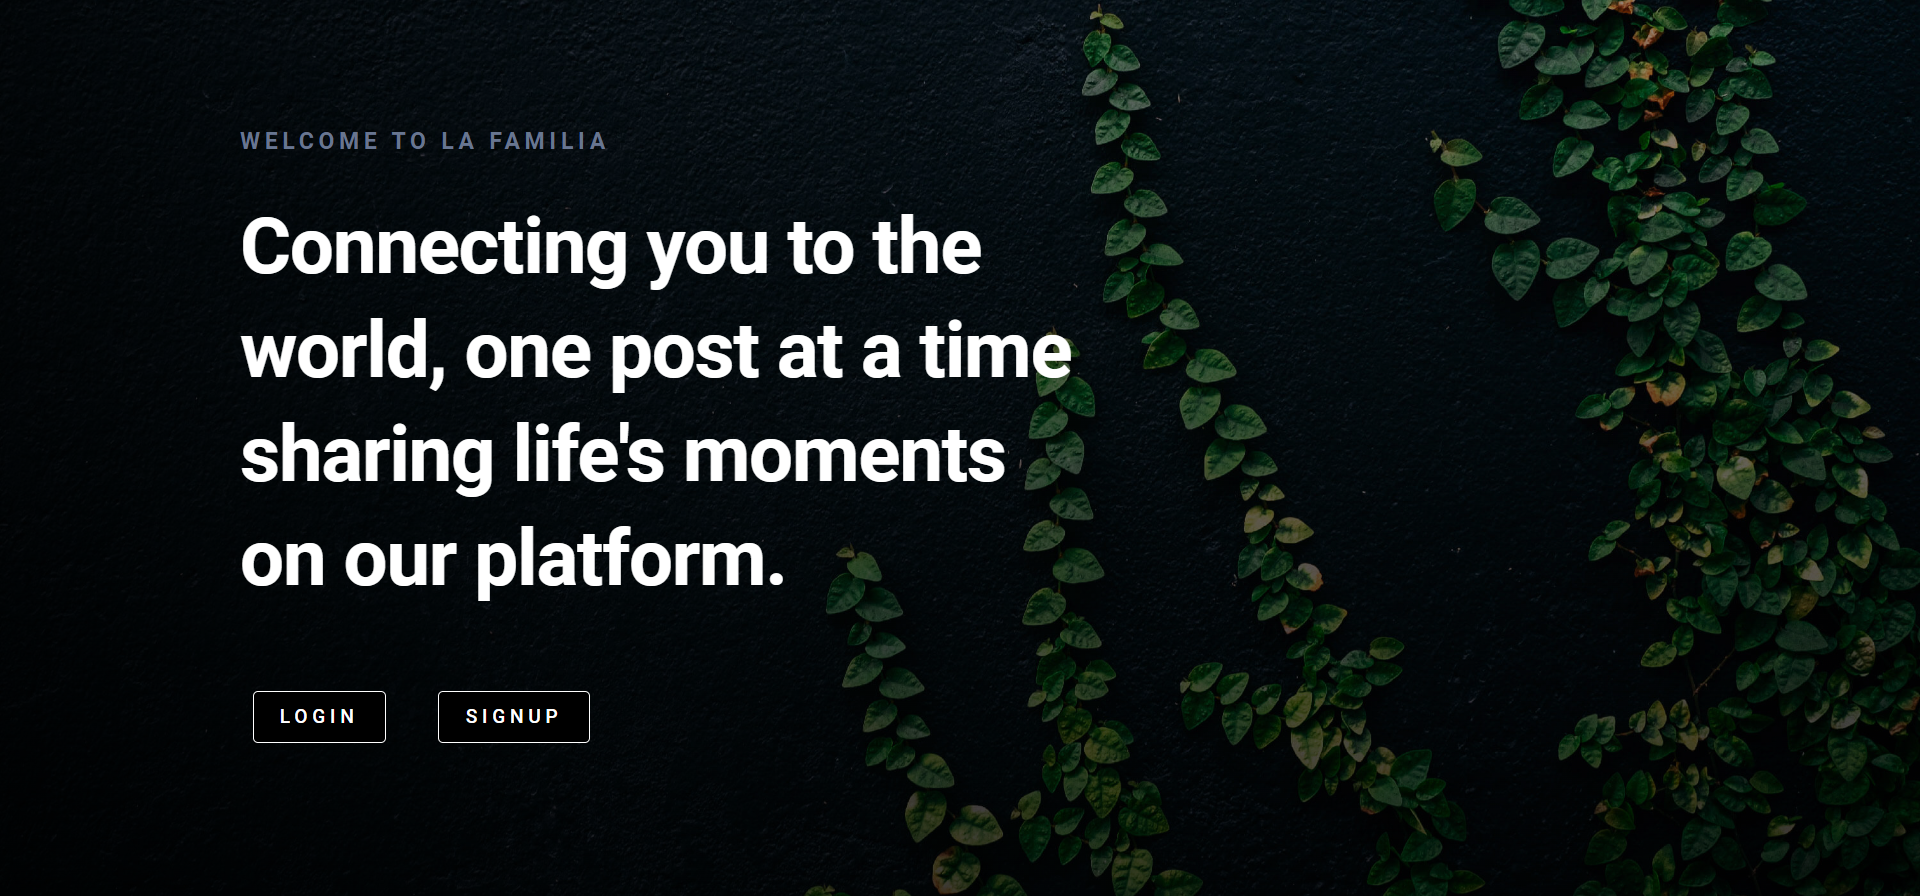 WELCOME TO LA FAMILIA
Connecting you to the
world, one post at a time
sharing life's moments
on our platform.
LOGIN
SIGNUP